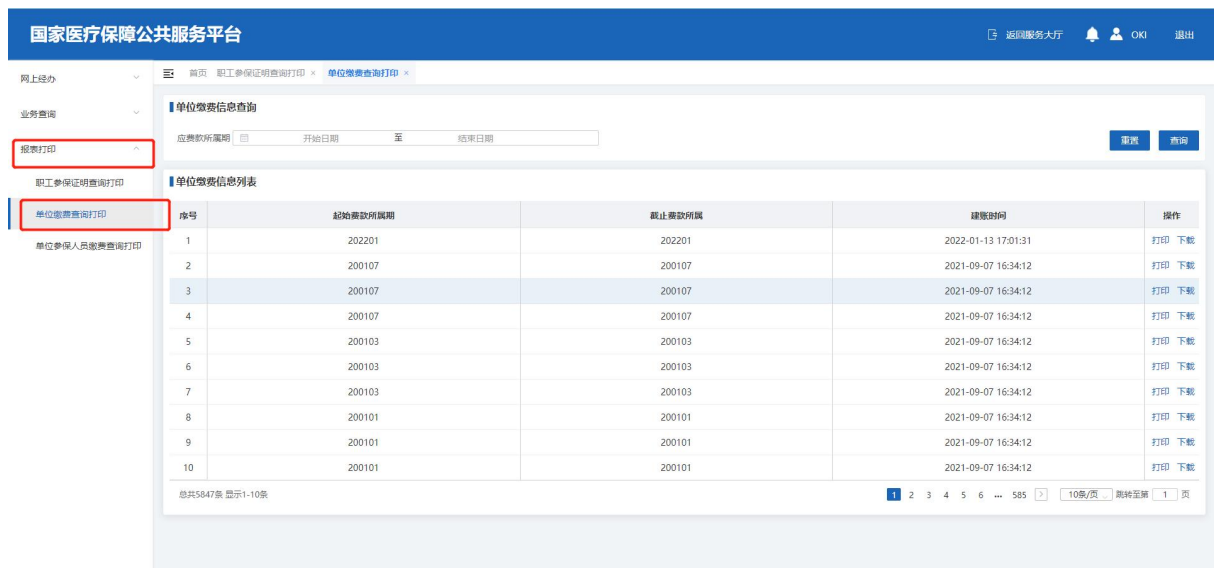 国家医疗保障公共服务平台 返回服务大厅 OKI 退出
网上经办
业务查询
报表打印
职工参保证明查询打印
单位缴费查询打印
单位参保人员缴费查询打印
首页 职工参保证明查询打印 × 单位缴费查询打印 ×
单位缴费信息查询
应费款所属期 开始日期 至 结束日期 重置 查询
单位缴费信息列表
序号 起始费款所属期 截止费款所属 建账时间 操作
1 202201 202201 2022-01-13 17:01:31 打印 下载
2 200107 200107 2021-09-07 16:34:12 打印 下载
3 200107 200107 2021-09-07 16:34:12 打印 下载
4 200107 200107 2021-09-07 16:34:12 打印 下载
5 200103 200103 2021-09-07 16:34:12 打印 下载
6 200103 200103 2021-09-07 16:34:12 打印 下载
7 200103 200103 2021-09-07 16:34:12 打印 下载
8 200101 200101 2021-09-07 16:34:12 打印 下载
9 200101 200101 2021-09-07 16:34:12 打印 下载
10 200101 200101 2021-09-07 16:34:12 打印 下载
总共5847条 显示1-10条 1 2 3 4 5 6 ••• 585 > 10条/页 跳转至第 1 页